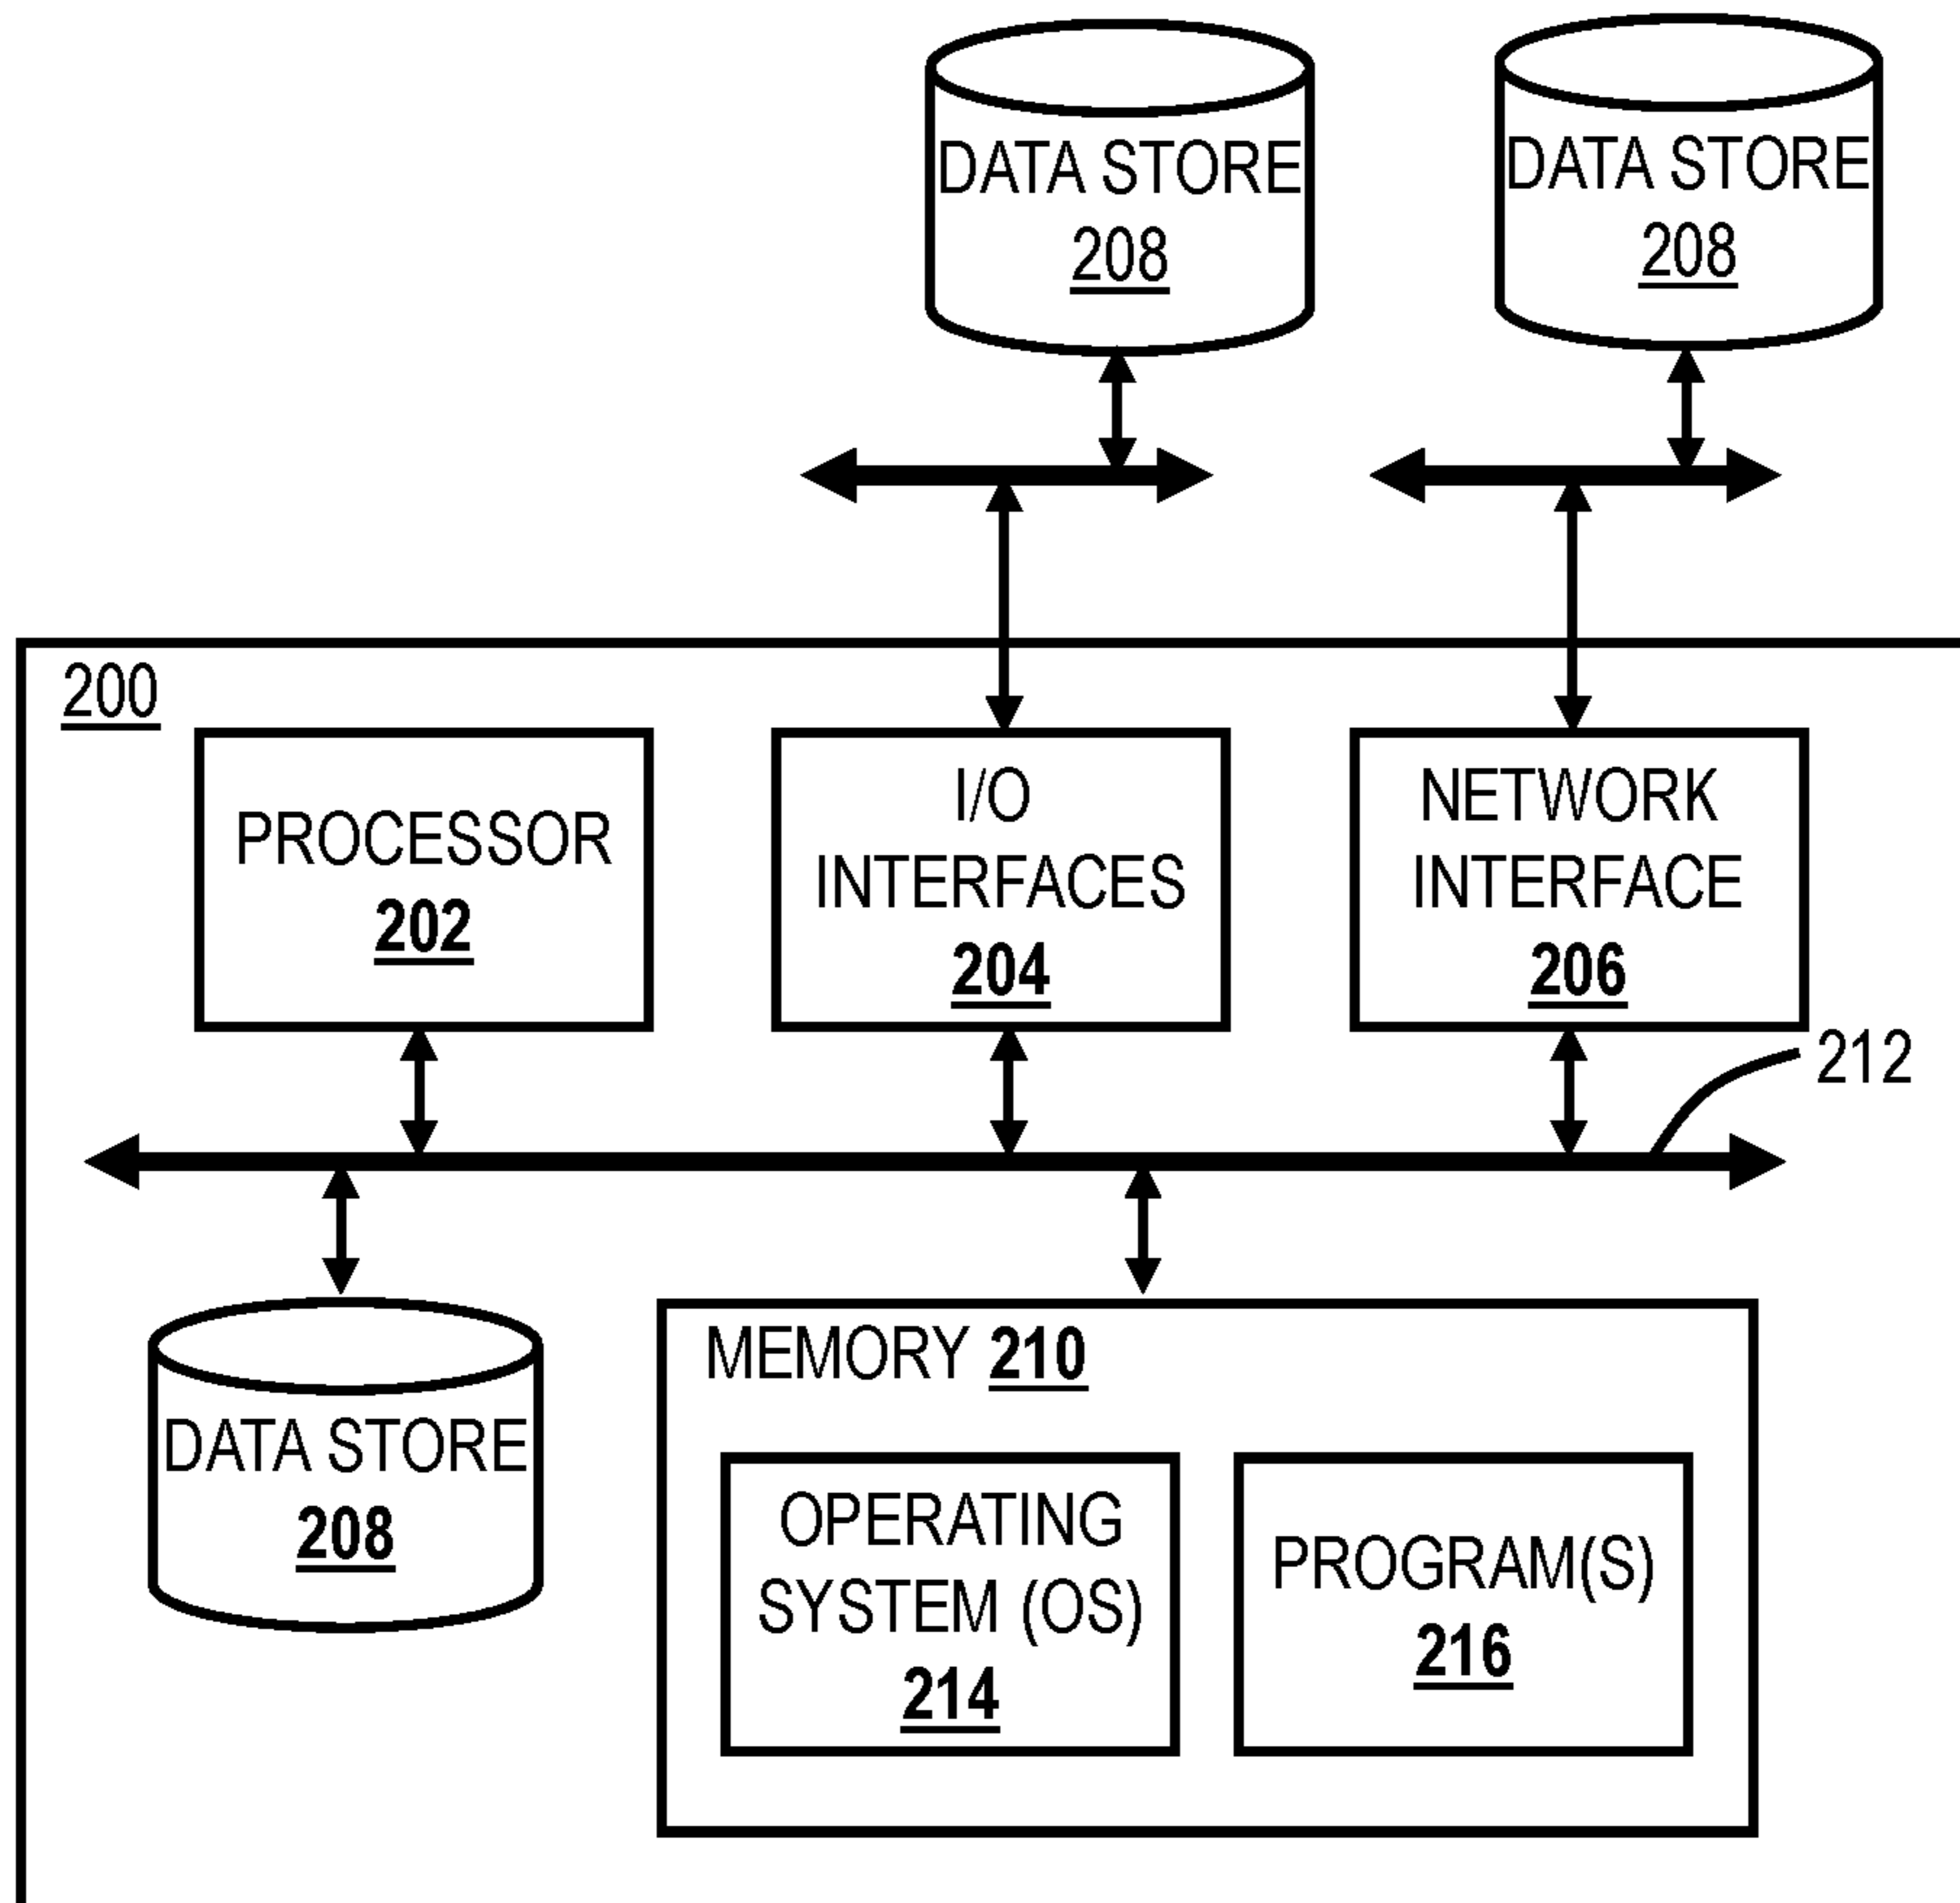 DATA STORE
208
DATA STORE
208
200
PROCESSOR
202
I/O
INTERFACES
204
NETWORK
INTERFACE
206
212
DATA STORE
208
MEMORY 210
OPERATING
SYSTEM (OS)
214
PROGRAM(S)
216